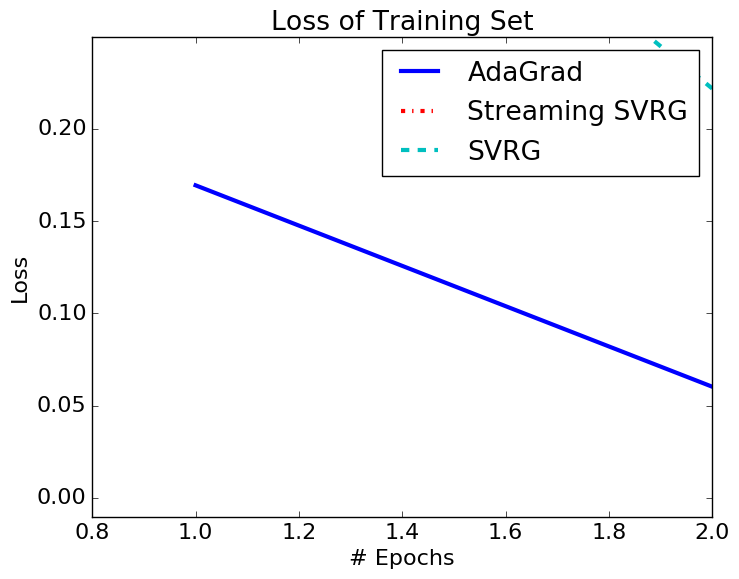 Loss of Training Set
AdaGrad
Streaming SVRG
SVRG
0.20
0.15
0.10
0.05
0.00
Loss
0.8 1.0 1.2 1.4 1.6 1.8 2.0
# Epochs